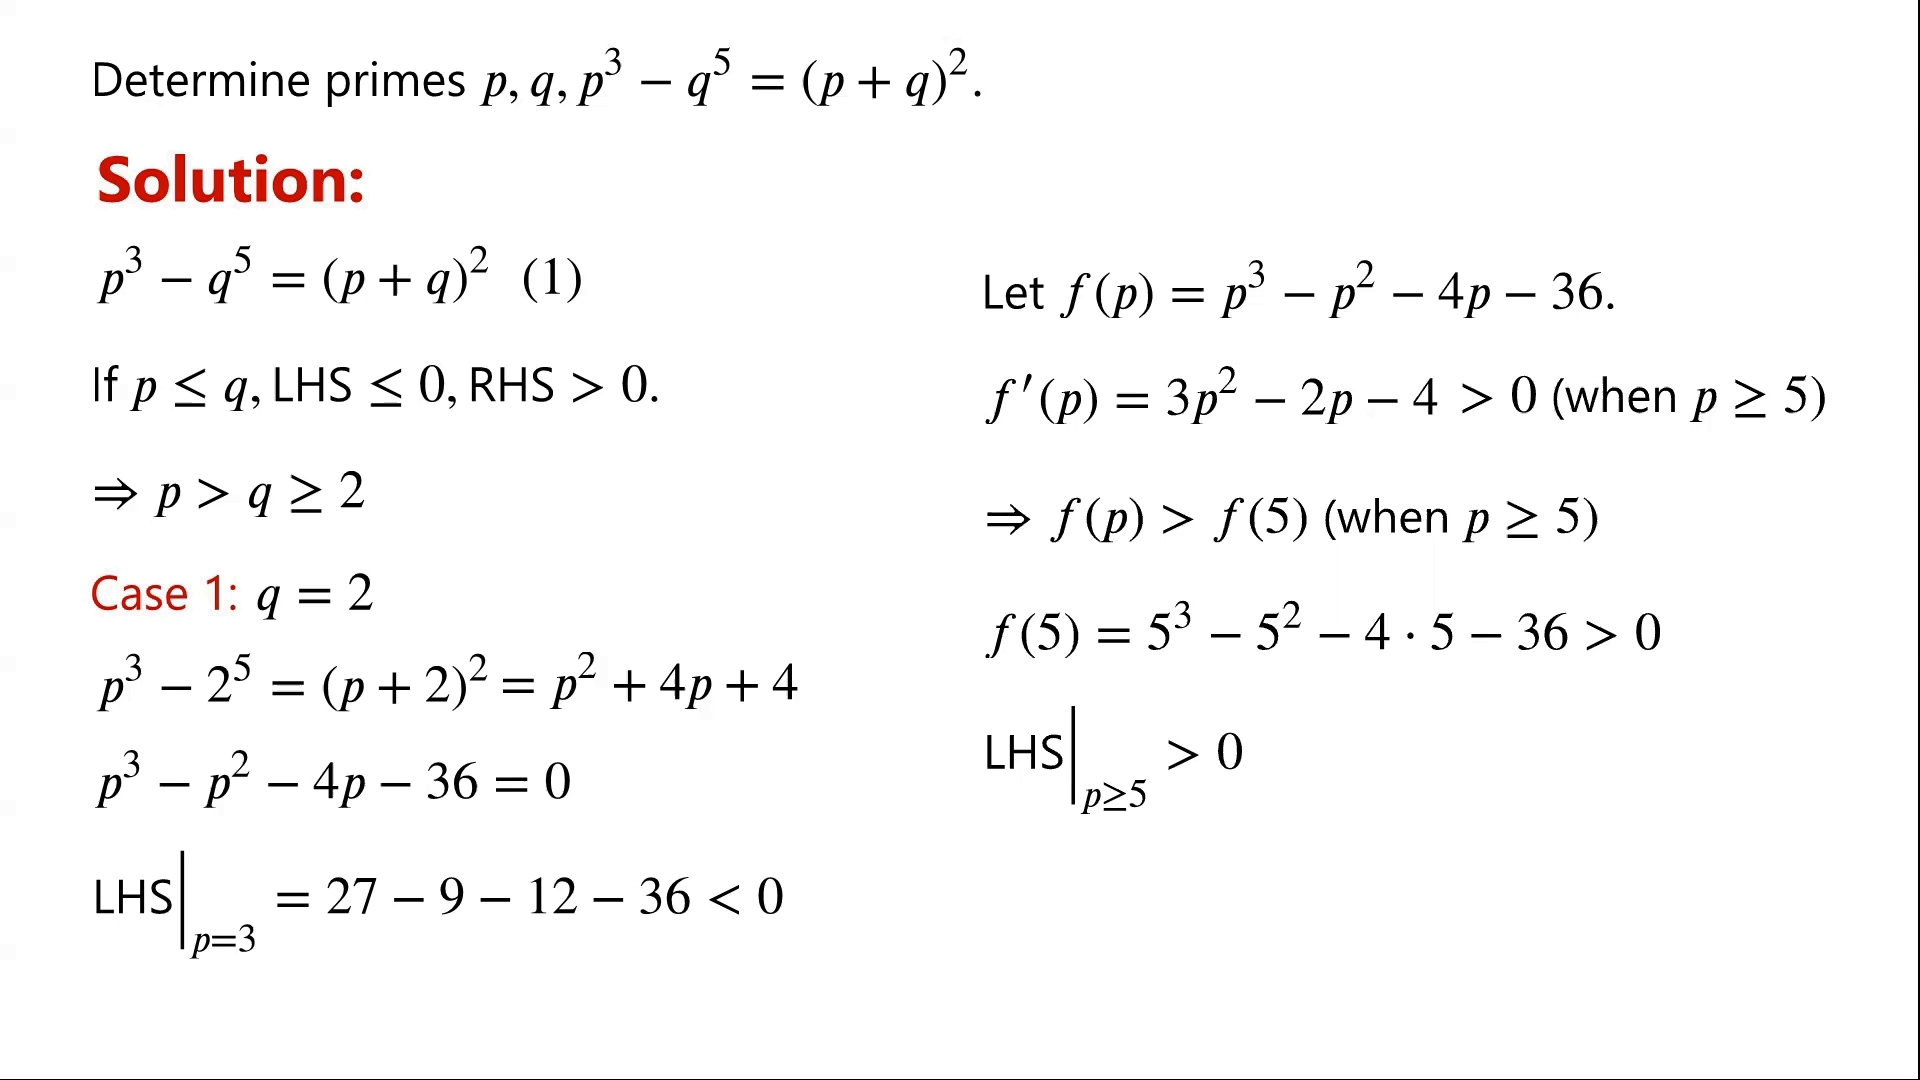 Determine primes p, q, p³ − q⁵ = (p + q)².
Solution:
p³ − q⁵ = (p + q)² (1)
If p ≤ q, LHS ≤ 0, RHS > 0.
⇒ p > q ≥ 2
Case 1: q = 2
p³ − 2⁵ = (p + 2)² = p² + 4p + 4
p³ − p² − 4p − 36 = 0
LHS|ₚ₌₃ = 27 − 9 − 12 − 36 < 0
Let f(p) = p³ − p² − 4p − 36.
f′(p) = 3p² − 2p − 4 > 0 (when p ≥ 5)
⇒ f(p) > f(5) (when p ≥ 5)
f(5) = 5³ − 5² − 4 · 5 − 36 > 0
LHS|p≥5 > 0